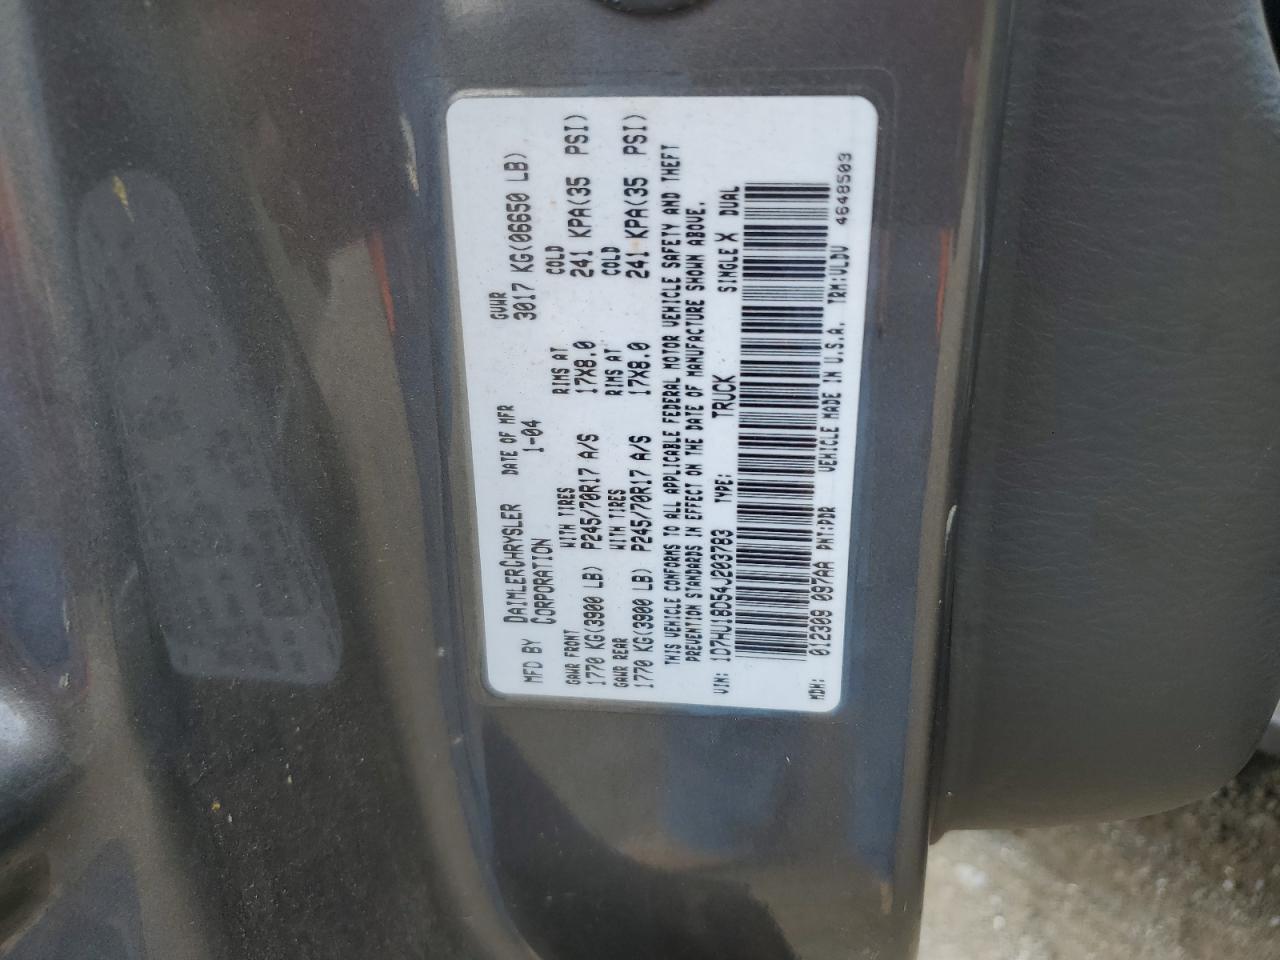 MFD BY DAIMLERCHRYSLER CORPORATION DATE OF MFR 1-04 GVWR 3017 KG(06650 LB)
GAWR FRONT WITH TIRES RIMS AT COLD
1770 KG(3900 LB) P245/70R17 A/S 17X8.0 241 KPA(35 PSI)
GAWR REAR WITH TIRES RIMS AT COLD
1770 KG(3900 LB) P245/70R17 A/S 17X8.0 241 KPA(35 PSI)
THIS VEHICLE CONFORMS TO ALL APPLICABLE FEDERAL MOTOR VEHICLE SAFETY AND THEFT
PREVENTION STANDARDS IN EFFECT ON THE DATE OF MANUFACTURE SHOWN ABOVE.
VIN: 1D7HU18D54J203783 TYPE: TRUCK SINGLE X DUAL
MDH: 012309 097AA PNT:PDR VEHICLE MADE IN U.S.A. TRM:VLDV 4648503